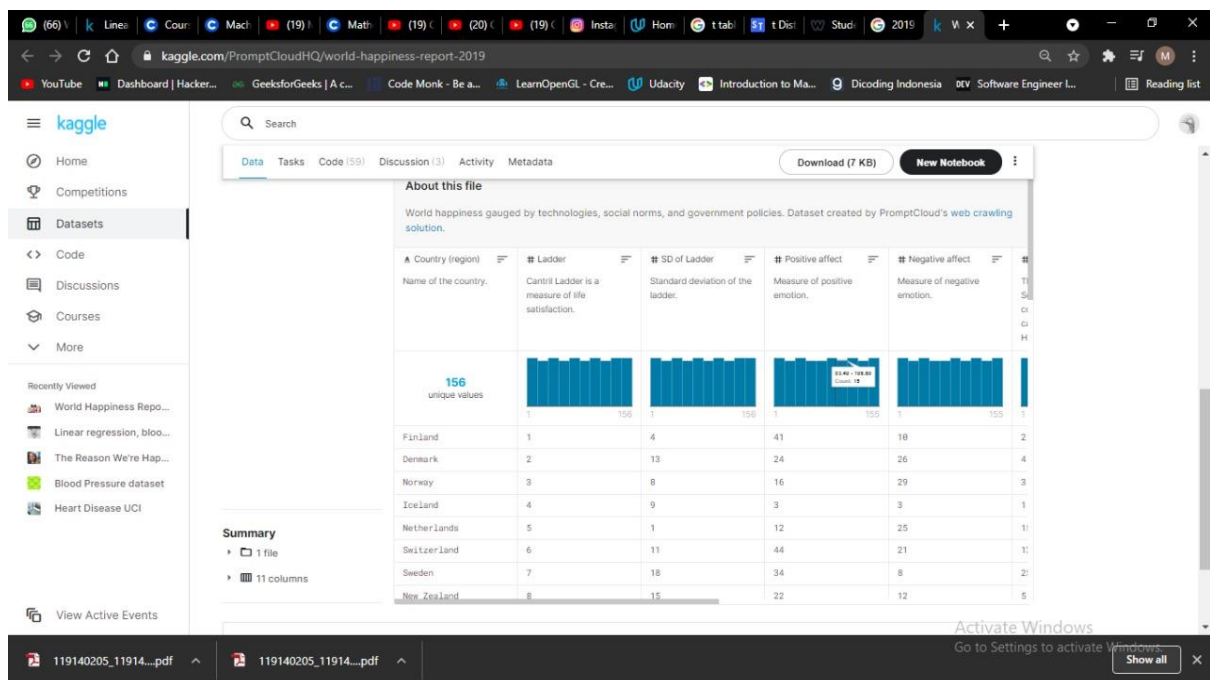 (66) \
Linea
Cour
Mach
(19)
Math
(19) (
(20) (
(19) (
Insta
Hom
t tabl
t Dist
Stud
2019
kaggle.com/PromptCloudHQ/world-happiness-report-2019
M
YouTube
Dashboard | Hacker...
GeeksforGeeks | A c...
Code Monk - Be a...
LearnOpenGL - Cre...
Udacity
Introduction to Ma...
Dicoding Indonesia
DEV Software Engineer I...
Reading list
kaggle
Search
Home
Competitions
Datasets
Code
Discussions
Courses
More
Recently Viewed
World Happiness Repo...
Linear regression, bloo...
The Reason We're Hap...
Blood Pressure dataset
Heart Disease UCI
View Active Events
Data Tasks Code (59) Discussion (3) Activity Metadata
Download (7 KB)
New Notebook
About this file
World happiness gauged by technologies, social norms, and government policies. Dataset created by PromptCloud's web crawling
solution.
A Country (region) # Ladder # SD of Ladder # Positive affect # Negative affect #
Name of the country.
Cantril Ladder is a
measure of life
satisfaction.
Standard deviation of the
ladder.
Measure of positive
emotion.
Measure of negative
emotion.
156
unique values
1 156
1 156
Count: 15
1 155
1 155
1
Finland 1 4 41 10 2
Denmark 2 13 24 26 4
Norway 3 8 16 29 3
Iceland 4 9 3 3 1
Netherlands 5 1 12 25
Switzerland 6 11 44 21
Sweden 7 18 34 8
New Zealand 8 15 22 12 5
Summary
1 file
11 columns
Activate Windows
Go to Settings to activate Windows.
119140205_11914....pdf
119140205_11914....pdf
Show all